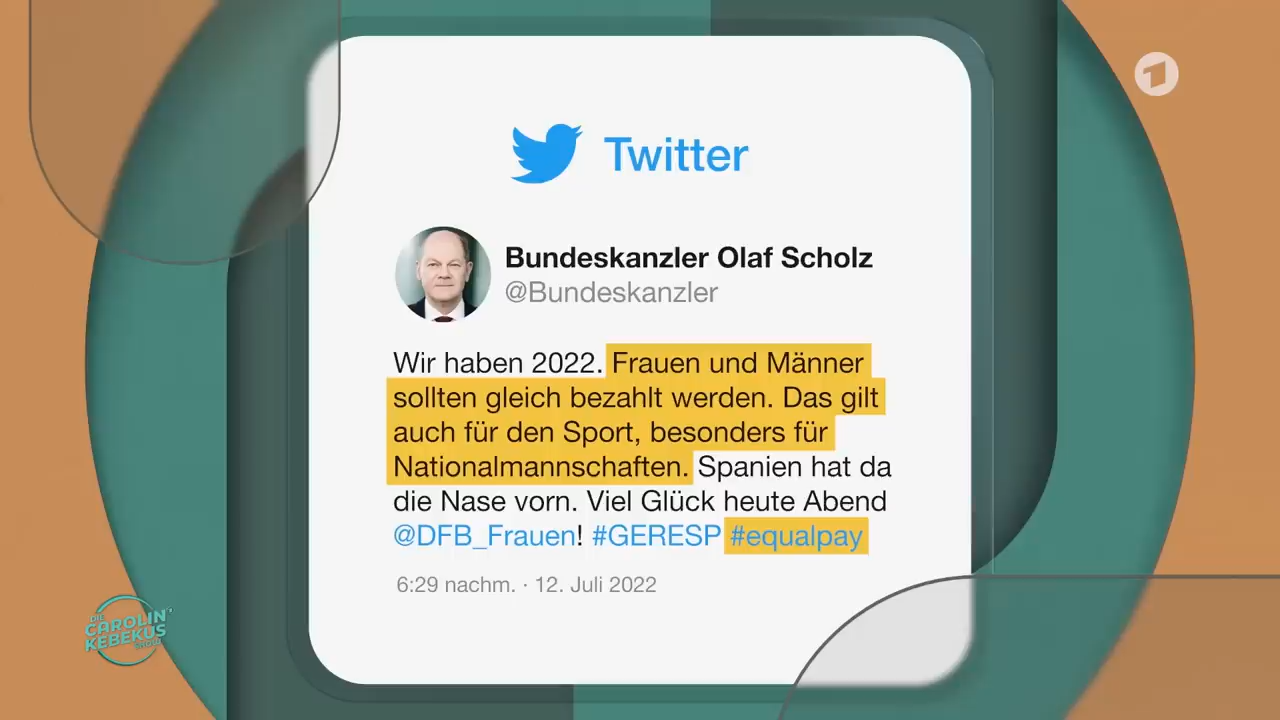 Twitter
Bundeskanzler Olaf Scholz
@Bundeskanzler
Wir haben 2022. Frauen und Männer
sollten gleich bezahlt werden. Das gilt
auch für den Sport, besonders für
Nationalmannschaften. Spanien hat da
die Nase vorn. Viel Glück heute Abend
@DFB_Frauen! #GERESP #equalpay
6:29 nachm. · 12. Juli 2022
DIE
CAROLIN
KEBEKUS
SHOW
1